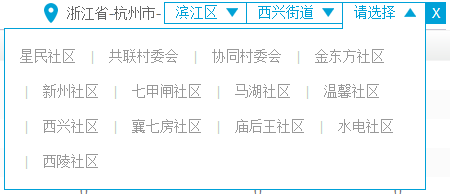 浙江省-杭州市- 滨江区 西兴街道 请选择 X
星民社区 | 共联村委会 | 协同村委会 | 金东方社区
| 新州社区 | 七甲闸社区 | 马湖社区 | 温馨社区
| 西兴社区 | 襄七房社区 | 庙后王社区 | 水电社区
| 西陵社区